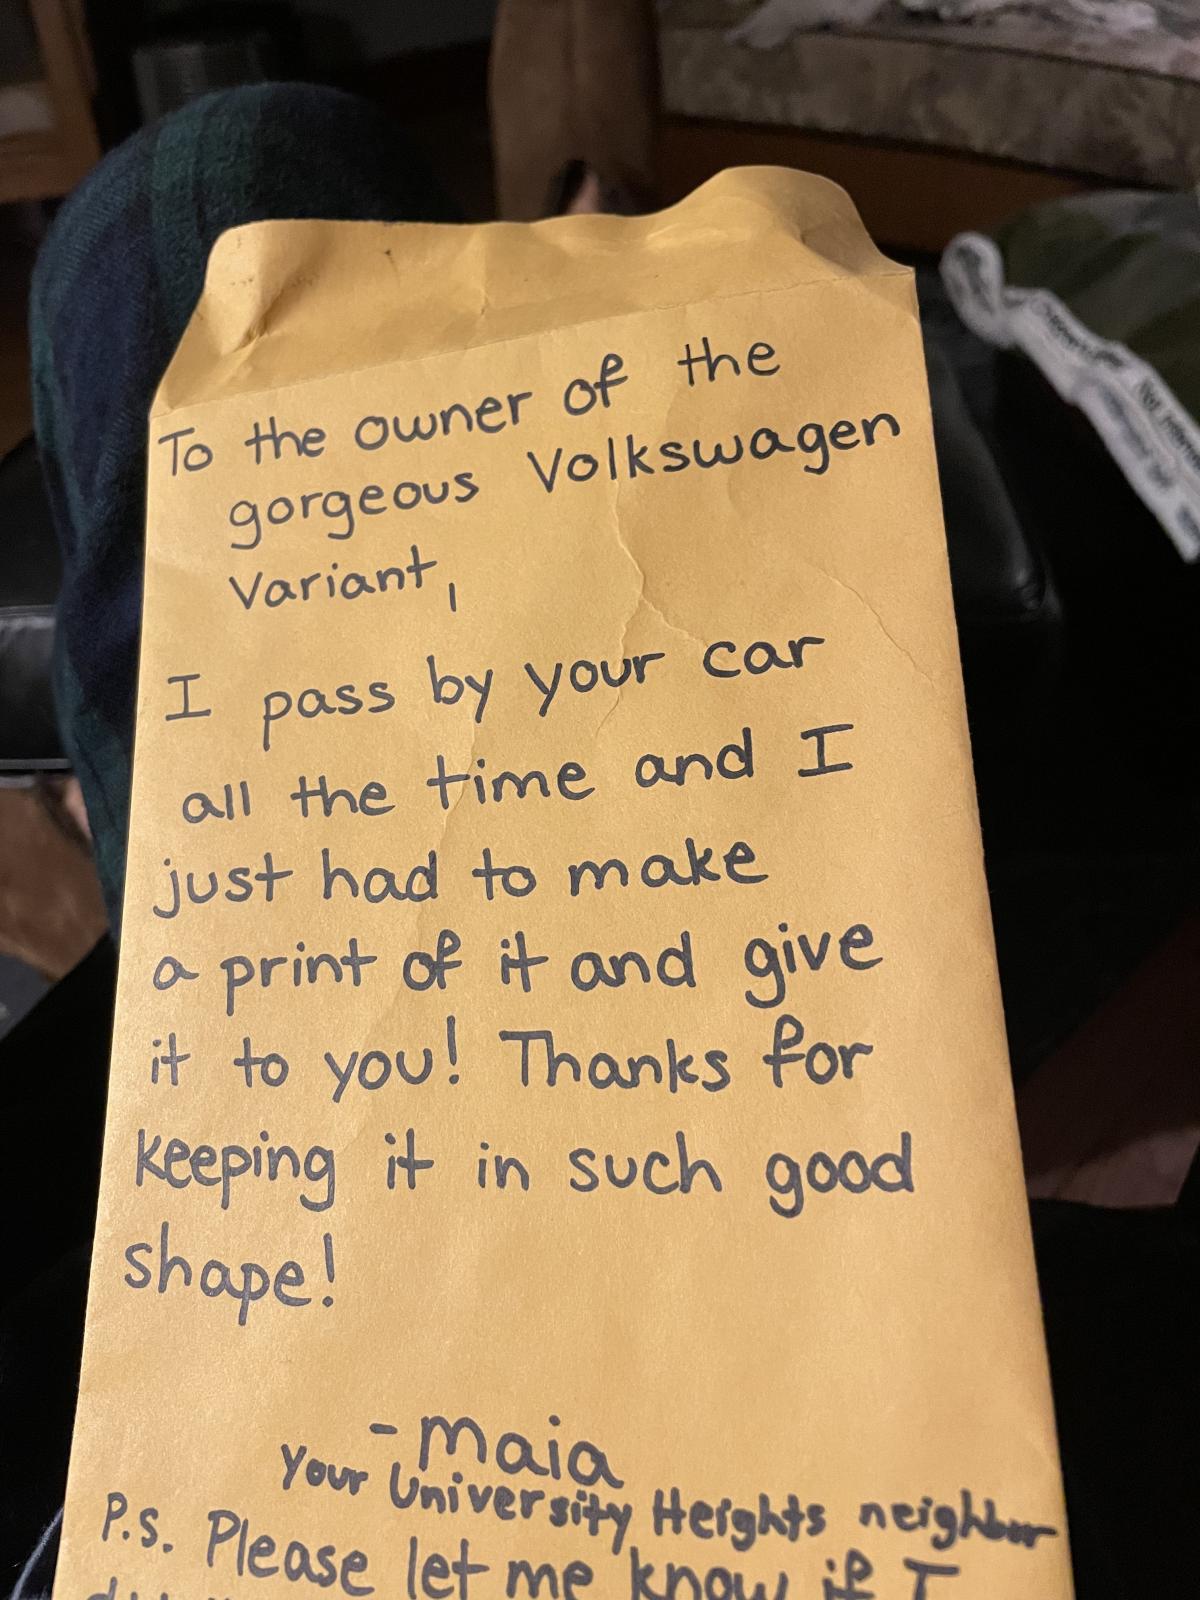 To the owner of the
gorgeous Volkswagen
Variant,
I pass by your car
all the time and I
just had to make
a print of it and give
it to you! Thanks for
keeping it in such good
shape!
- Maia
Your University Heights neighbor
P.S. Please let me know if I